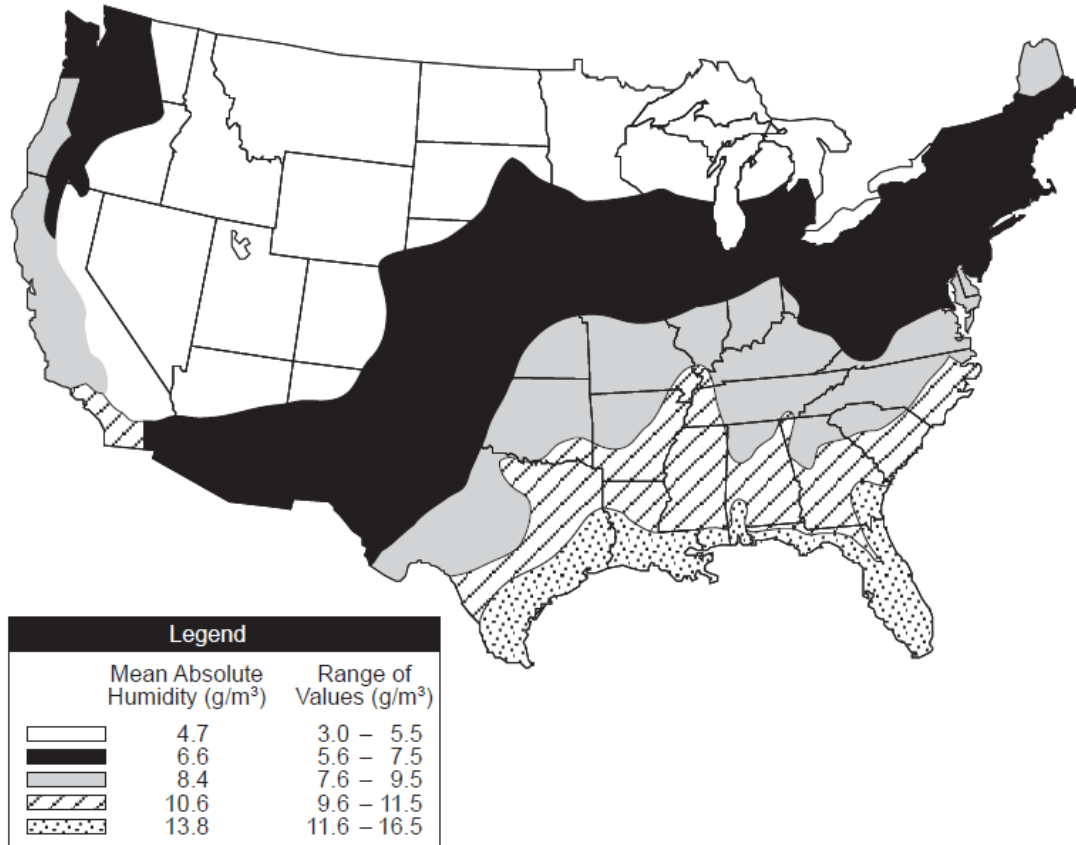 Legend
Mean Absolute Humidity (g/m³) Range of Values (g/m³)
4.7 3.0 – 5.5
6.6 5.6 – 7.5
8.4 7.6 – 9.5
10.6 9.6 – 11.5
13.8 11.6 – 16.5